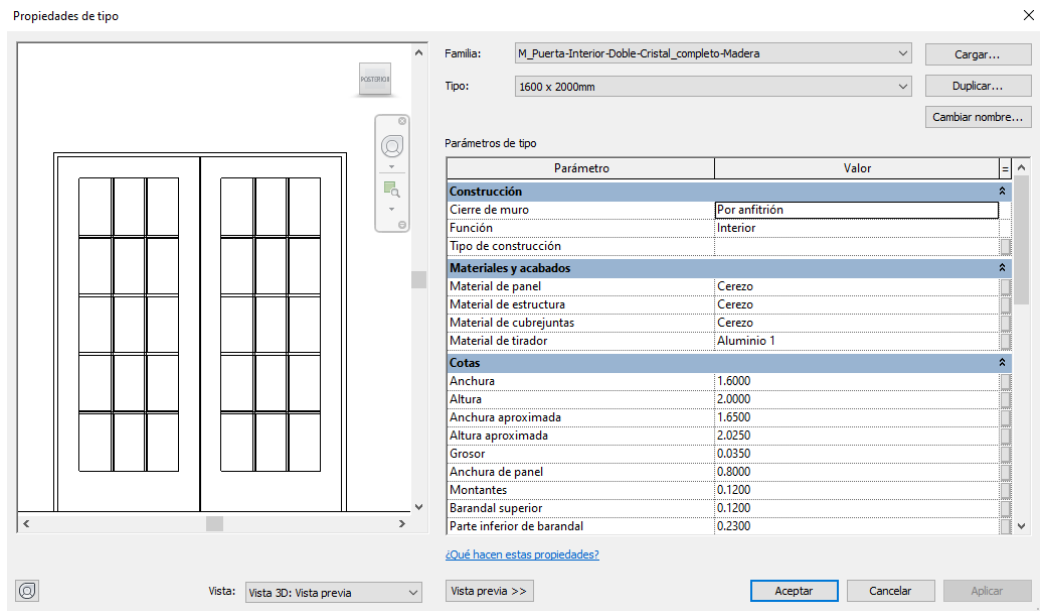 Propiedades de tipo
POSTERIOR
Familia: M_Puerta-Interior-Doble-Cristal_completo-Madera Cargar...
Tipo: 1600 x 2000mm Duplicar...
Cambiar nombre...
Parámetros de tipo
Parámetro Valor =
Construcción
Cierre de muro Por anfitrión
Función Interior
Tipo de construcción
Materiales y acabados
Material de panel Cerezo
Material de estructura Cerezo
Material de cubrejuntas Cerezo
Material de tirador Aluminio 1
Cotas
Anchura 1.6000
Altura 2.0000
Anchura aproximada 1.6500
Altura aproximada 2.0250
Grosor 0.0350
Anchura de panel 0.8000
Montantes 0.1200
Barandal superior 0.1200
Parte inferior de barandal 0.2300
¿Qué hacen estas propiedades?
Vista: Vista 3D: Vista previa Vista previa >> Aceptar Cancelar Aplicar